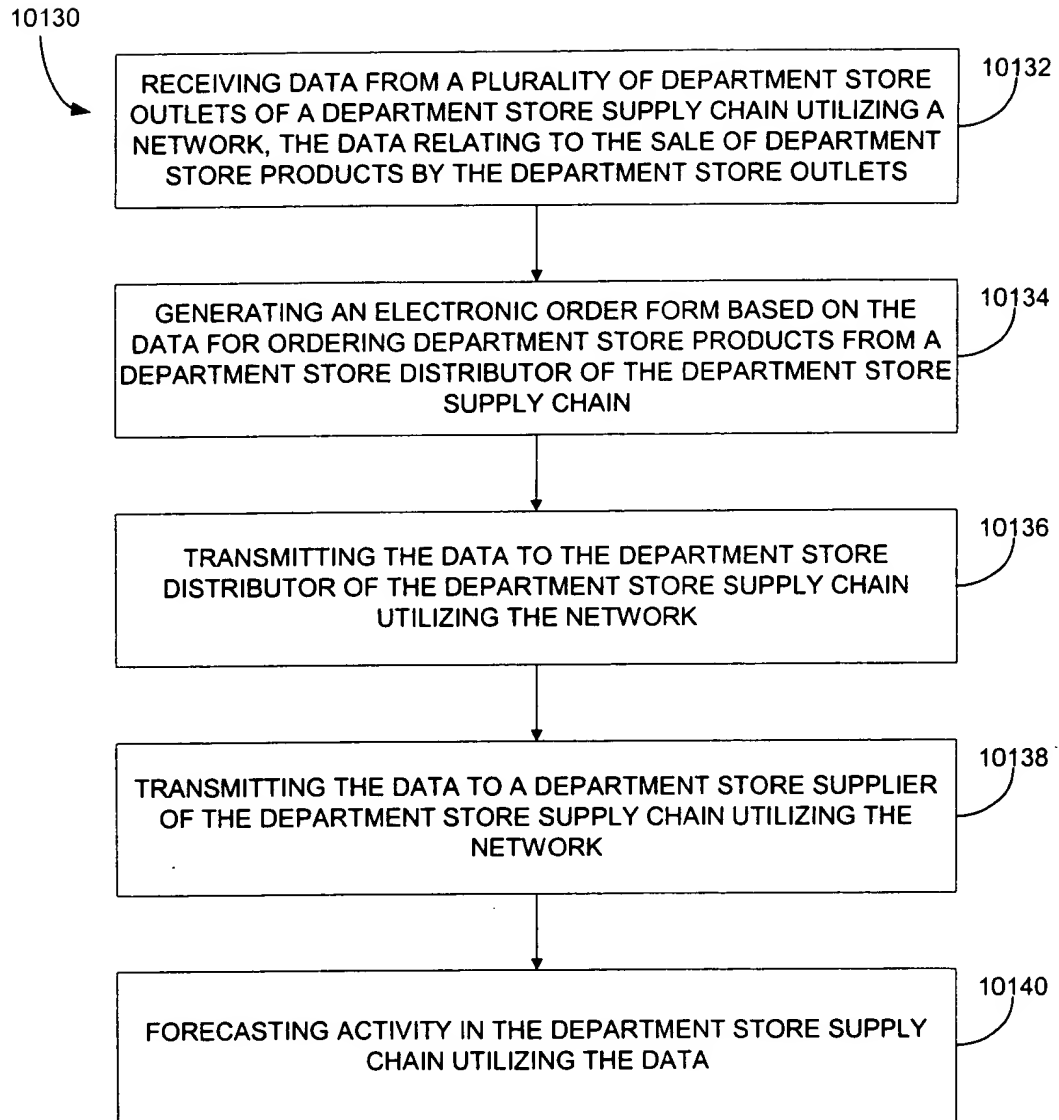 10130
RECEIVING DATA FROM A PLURALITY OF DEPARTMENT STORE
OUTLETS OF A DEPARTMENT STORE SUPPLY CHAIN UTILIZING A
NETWORK, THE DATA RELATING TO THE SALE OF DEPARTMENT
STORE PRODUCTS BY THE DEPARTMENT STORE OUTLETS
10132
GENERATING AN ELECTRONIC ORDER FORM BASED ON THE
DATA FOR ORDERING DEPARTMENT STORE PRODUCTS FROM A
DEPARTMENT STORE DISTRIBUTOR OF THE DEPARTMENT STORE
SUPPLY CHAIN
10134
TRANSMITTING THE DATA TO THE DEPARTMENT STORE
DISTRIBUTOR OF THE DEPARTMENT STORE SUPPLY CHAIN
UTILIZING THE NETWORK
10136
TRANSMITTING THE DATA TO A DEPARTMENT STORE SUPPLIER
OF THE DEPARTMENT STORE SUPPLY CHAIN UTILIZING THE
NETWORK
10138
FORECASTING ACTIVITY IN THE DEPARTMENT STORE SUPPLY
CHAIN UTILIZING THE DATA
10140